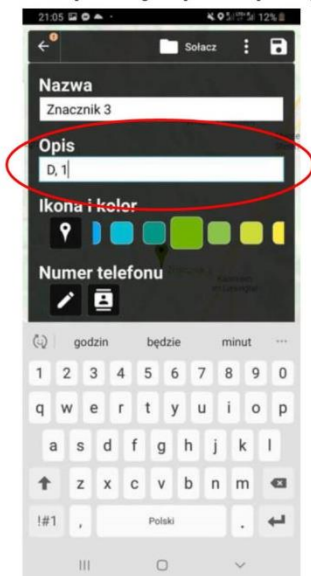 21:05 12%
Sołacz
Nazwa
Znacznik 3
Opis
D, 1
Ikona i kolor
Numer telefonu
godzin będzie minut ...
1 2 3 4 5 6 7 8 9 0
q w e r t y u i o p
a s d f g h j k l
z x c v b n m
!#1 , Polski .